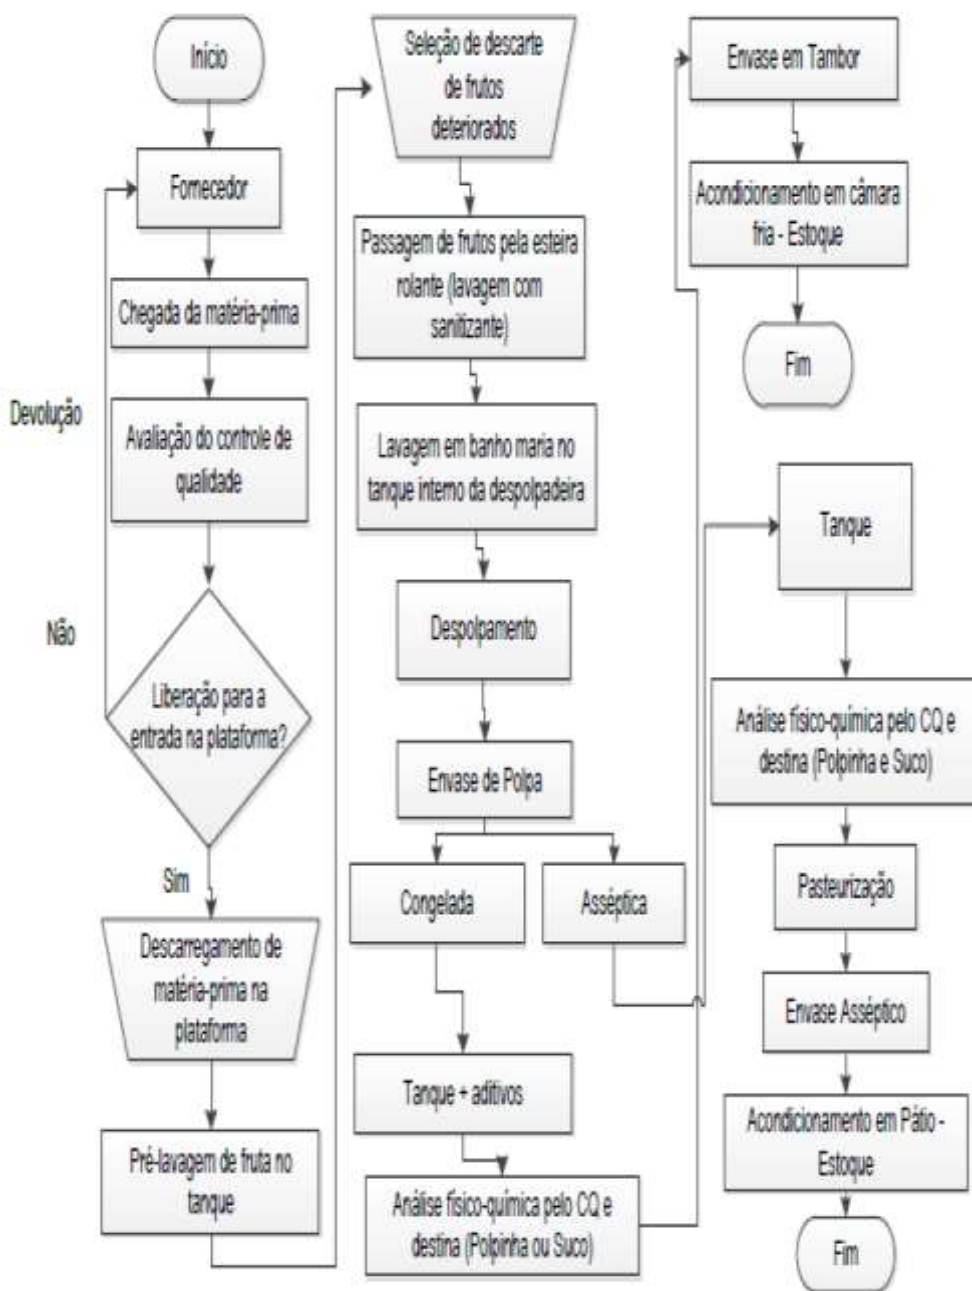 Início
Fornecedor
Chegada da matéria-prima
Devolução
Avaliação do controle de
qualidade
Não
Liberação para a
entrada na plataforma?
Sim
Descarregamento de
matéria-prima na
plataforma
Pré-lavagem de fruta no
tanque
Seleção de descarte
de frutos
deteriorados
Passagem de frutos pela esteira
rolante (lavagem com
sanitizante)
Lavagem em banho maria no
tanque interno da despolpadeira
Despolpamento
Envase de Polpa
Congelada
Asséptica
Tanque + aditivos
Análise físico-química pelo CQ e
destina (Polpinha ou Suco)
Envase em Tambor
Acondicionamento em câmara
fria - Estoque
Fim
Tanque
Análise físico-química pelo CQ e
destina (Polpinha e Suco)
Pasteurização
Envase Asséptico
Acondicionamento em Pátio -
Estoque
Fim